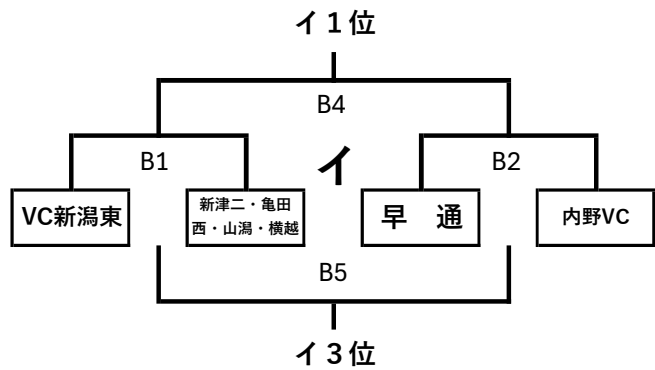 イ1位
B4
イ
B1
B2
VC新潟東
新津二・亀田
西・山潟・横越
早　通
内野VC
B5
イ3位